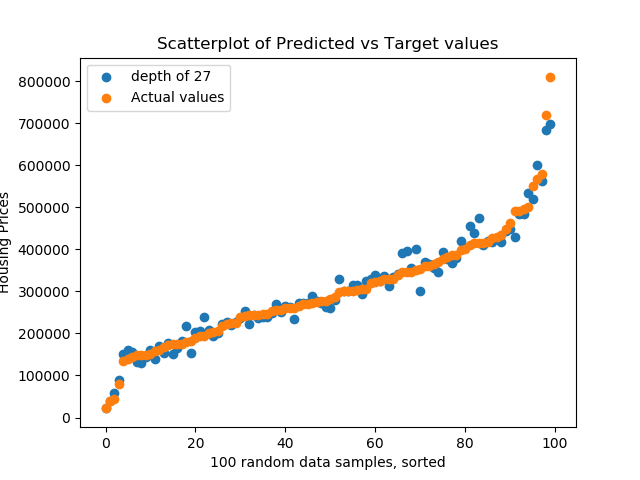 Scatterplot of Predicted vs Target values
depth of 27
Actual values
800000
700000
600000
500000
400000
300000
200000
100000
0
Housing Prices
0 20 40 60 80 100
100 random data samples, sorted